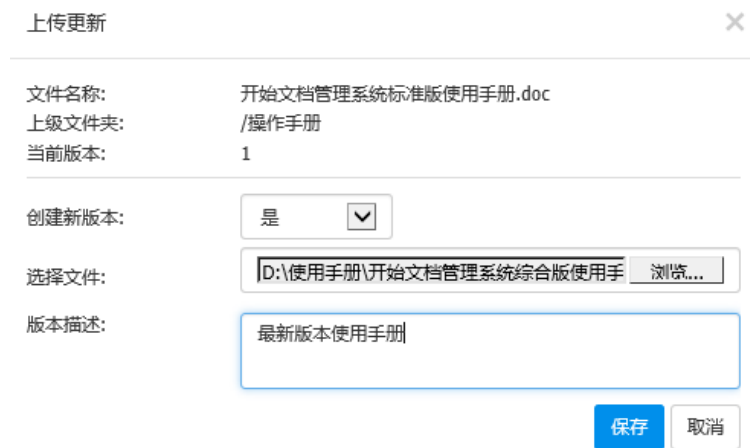 上传更新
文件名称: 开始文档管理系统标准版使用手册.doc
上级文件夹: /操作手册
当前版本: 1
创建新版本: 是
选择文件: D:\使用手册\开始文档管理系统综合版使用手 浏览...
版本描述: 最新版本使用手册
保存 取消